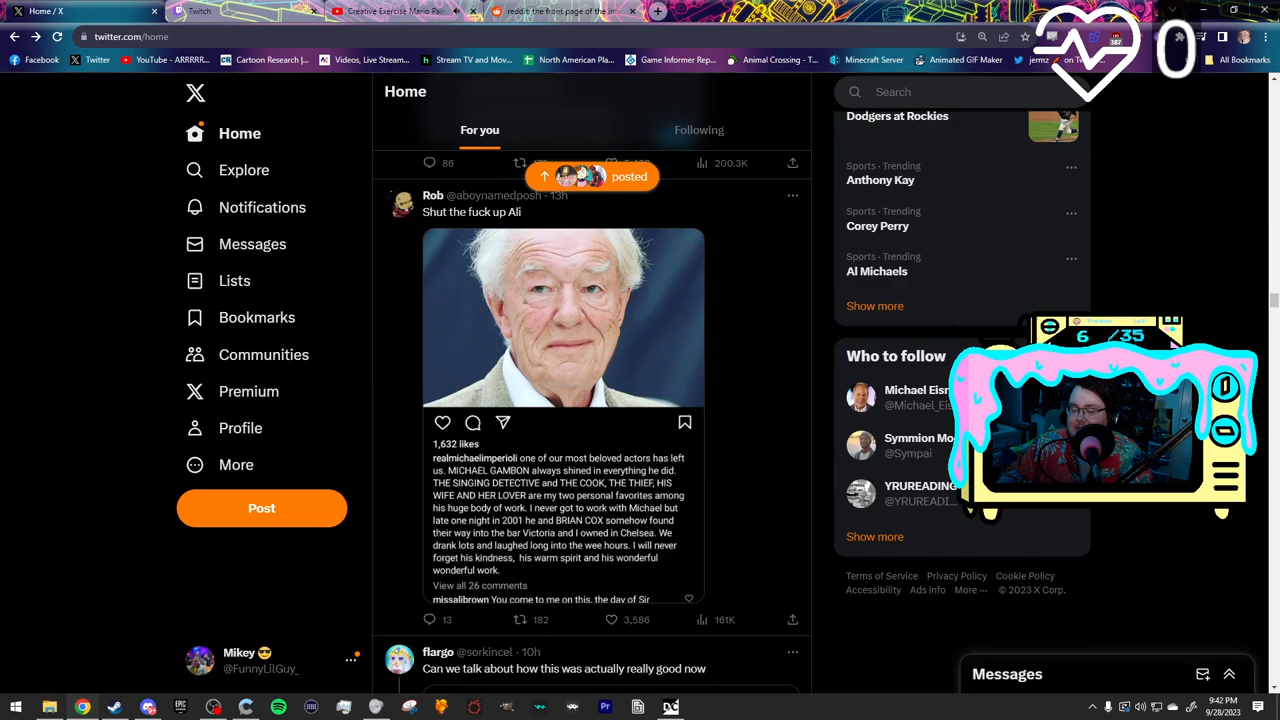 Home / X
Twitch
Creative Exercise Mario Pain
reddit: the front page of the int
twitter.com/home
387
0
Facebook
Twitter
YouTube - ARRRRR...
Cartoon Research |...
Videos, Live Stream...
Stream TV and Mov...
North American Pla...
Game Informer Rep...
Animal Crossing - T...
Minecraft Server
Animated GIF Maker
jermz
on Tw
All Bookmarks
Home
Explore
Notifications
Messages
Lists
Bookmarks
Communities
Premium
Profile
More
Post
Mikey 😎
@FunnyLilGuy_
Home
For you
Following
86
200.3K
posted
Rob @aboynamedposh · 13h
Shut the fuck up Ali
1,632 likes
realmichaelimperioli one of our most beloved actors has left
us. MICHAEL GAMBON always shined in everything he did.
THE SINGING DETECTIVE and THE COOK, THE THIEF, HIS
WIFE AND HER LOVER are my two personal favorites among
his huge body of work. I never got to work with Michael but
late one night in 2001 he and BRIAN COX somehow found
their way into the bar Victoria and I owned in Chelsea. We
drank lots and laughed long into the wee hours. I will never
forget his kindness, his warm spirit and his wonderful
wonderful work.
View all 26 comments
missalibrown You come to me on this, the day of Sir
13
182
3,586
161K
flargo @sorkincel · 10h
Can we talk about how this was actually really good now
Search
Dodgers at Rockies
Sports · Trending
Anthony Kay
Sports · Trending
Corey Perry
Sports · Trending
Al Michaels
Show more
Who to follow
Michael Eisn
@Michael_Eis
Symmion Mo
@Sympai
YRUREADING
@YRUREADI...
Show more
6 /35
Terms of Service
Privacy Policy
Cookie Policy
Accessibility
Ads info
More ···
© 2023 X Corp.
Messages
9:42 PM
9/28/2023